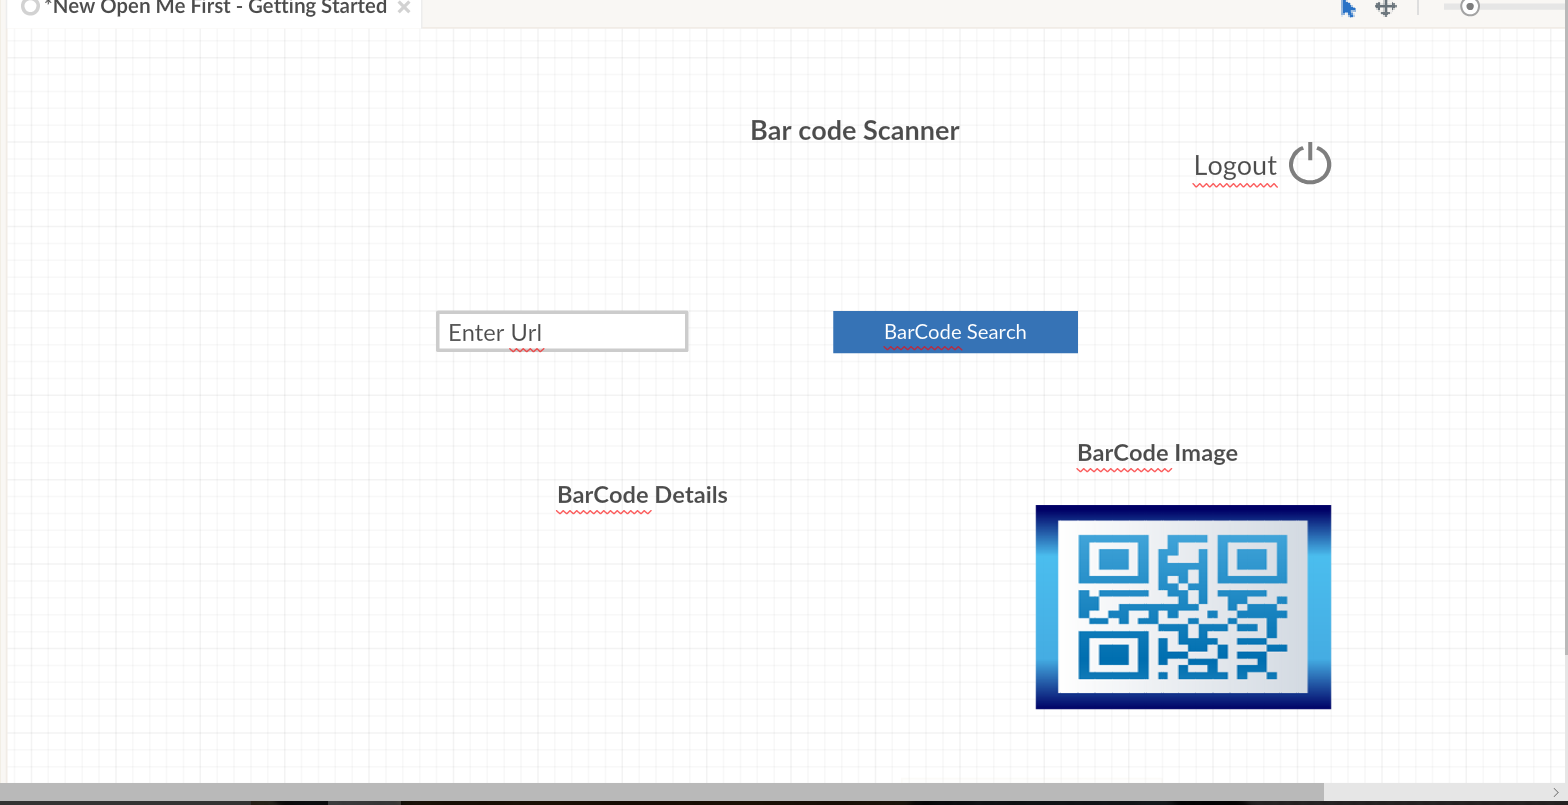 *New Open Me First - Getting Started
Bar code Scanner
Logout
Enter Url
BarCode Search
BarCode Image
BarCode Details